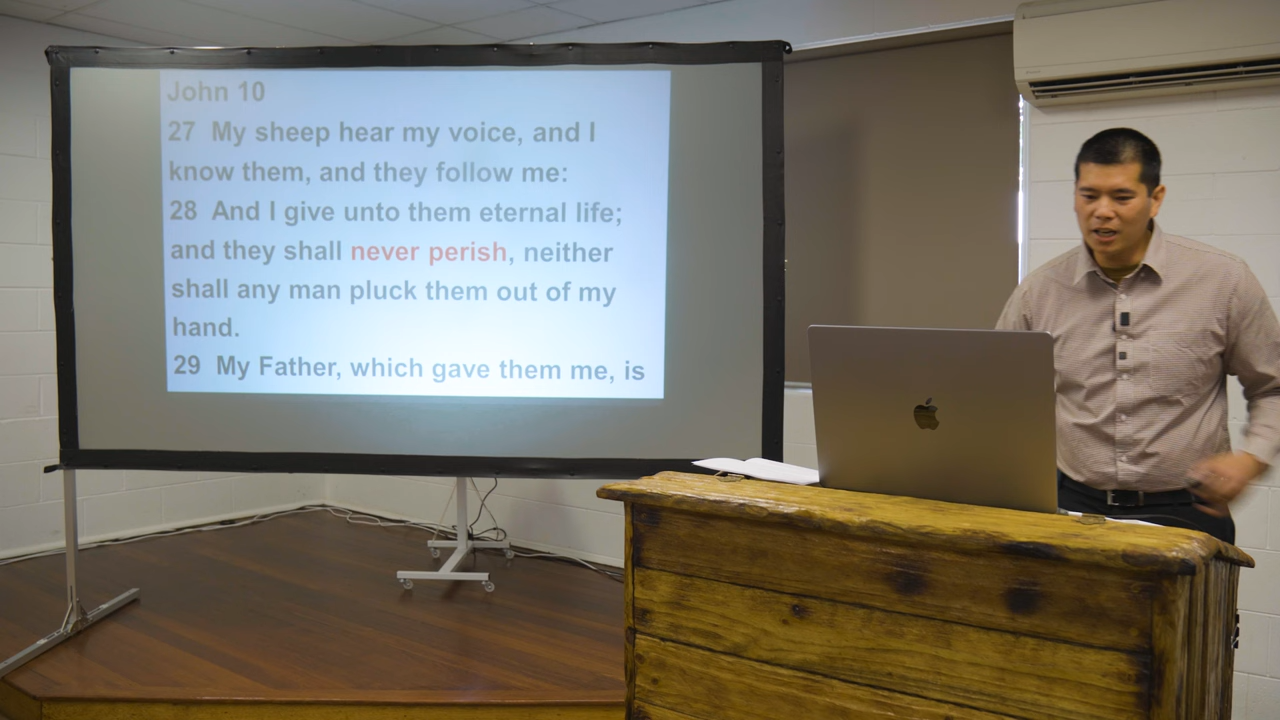 John 10
27 My sheep hear my voice, and I
know them, and they follow me:
28 And I give unto them eternal life;
and they shall never perish, neither
shall any man pluck them out of my
hand.
29 My Father, which gave them me, is